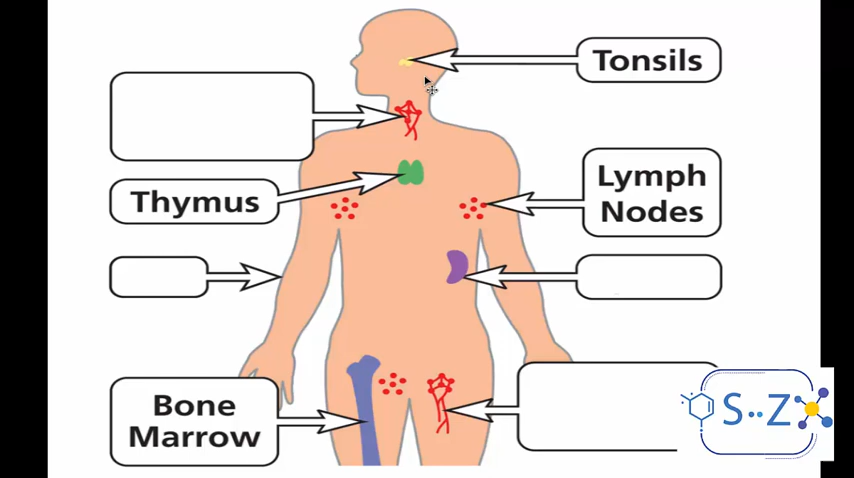 Tonsils
Thymus
Lymph
Nodes
Bone
Marrow
S..Z